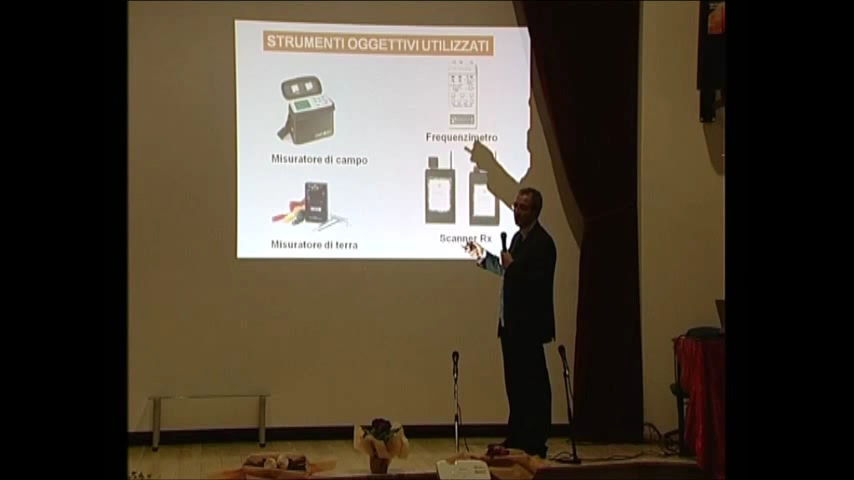 STRUMENTI OGGETTIVI UTILIZZATI
Misuratore di campo
Frequenzimetro
Misuratore di terra
Scanner Rx